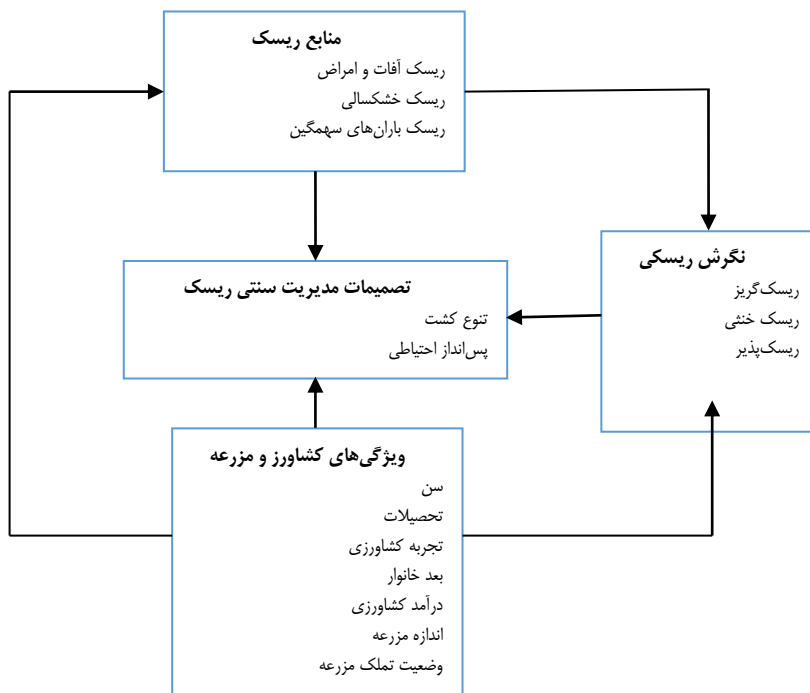 منابع ریسک
ریسک آفات و امراض
ریسک خشکسالی
ریسک باران‌های سهمگین
نگرش ریسکی
ریسک‌گریز
ریسک خنثی
ریسک‌پذیر
تصمیمات مدیریت سنتی ریسک
تنوع کشت
پس‌انداز احتیاطی
ویژگی‌های کشاورز و مزرعه
سن
تحصیلات
تجربه کشاورزی
بعد خانوار
درآمد کشاورزی
اندازه مزرعه
وضعیت تملک مزرعه